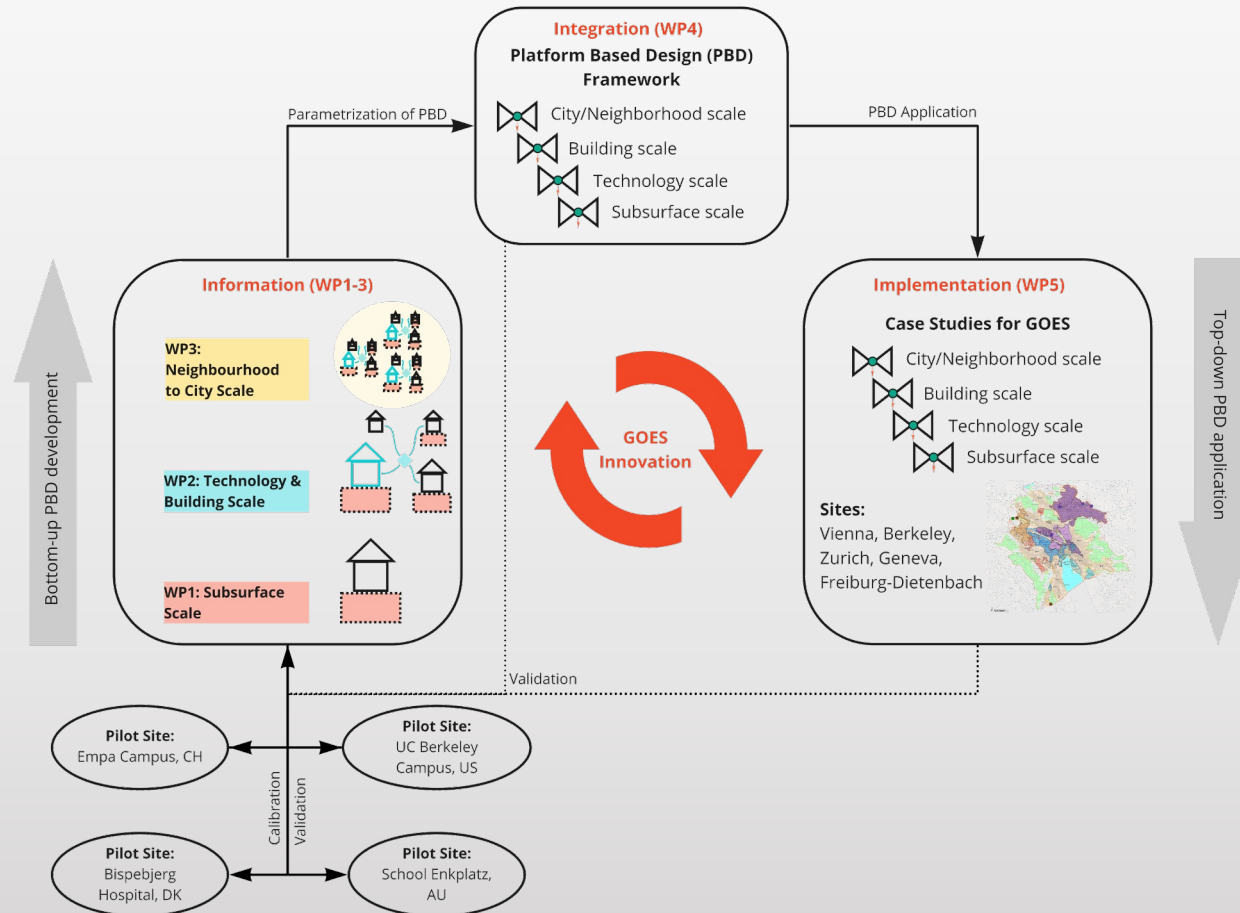 Integration (WP4)
Platform Based Design (PBD)
Framework
City/Neighborhood scale
Building scale
Technology scale
Subsurface scale
Parametrization of PBD
PBD Application
Information (WP1-3)
WP3:
Neighbourhood
to City Scale
WP2: Technology &
Building Scale
WP1: Subsurface
Scale
Bottom-up PBD development
GOES
Innovation
Implementation (WP5)
Case Studies for GOES
City/Neighborhood scale
Building scale
Technology scale
Subsurface scale
Sites:
Vienna, Berkeley,
Zurich, Geneva,
Freiburg-Dietenbach
Top-down PBD application
Validation
Pilot Site:
Empa Campus, CH
Pilot Site:
UC Berkeley
Campus, US
Calibration
Validation
Pilot Site:
Bispebjerg
Hospital, DK
Pilot Site:
School Enkplatz,
AU